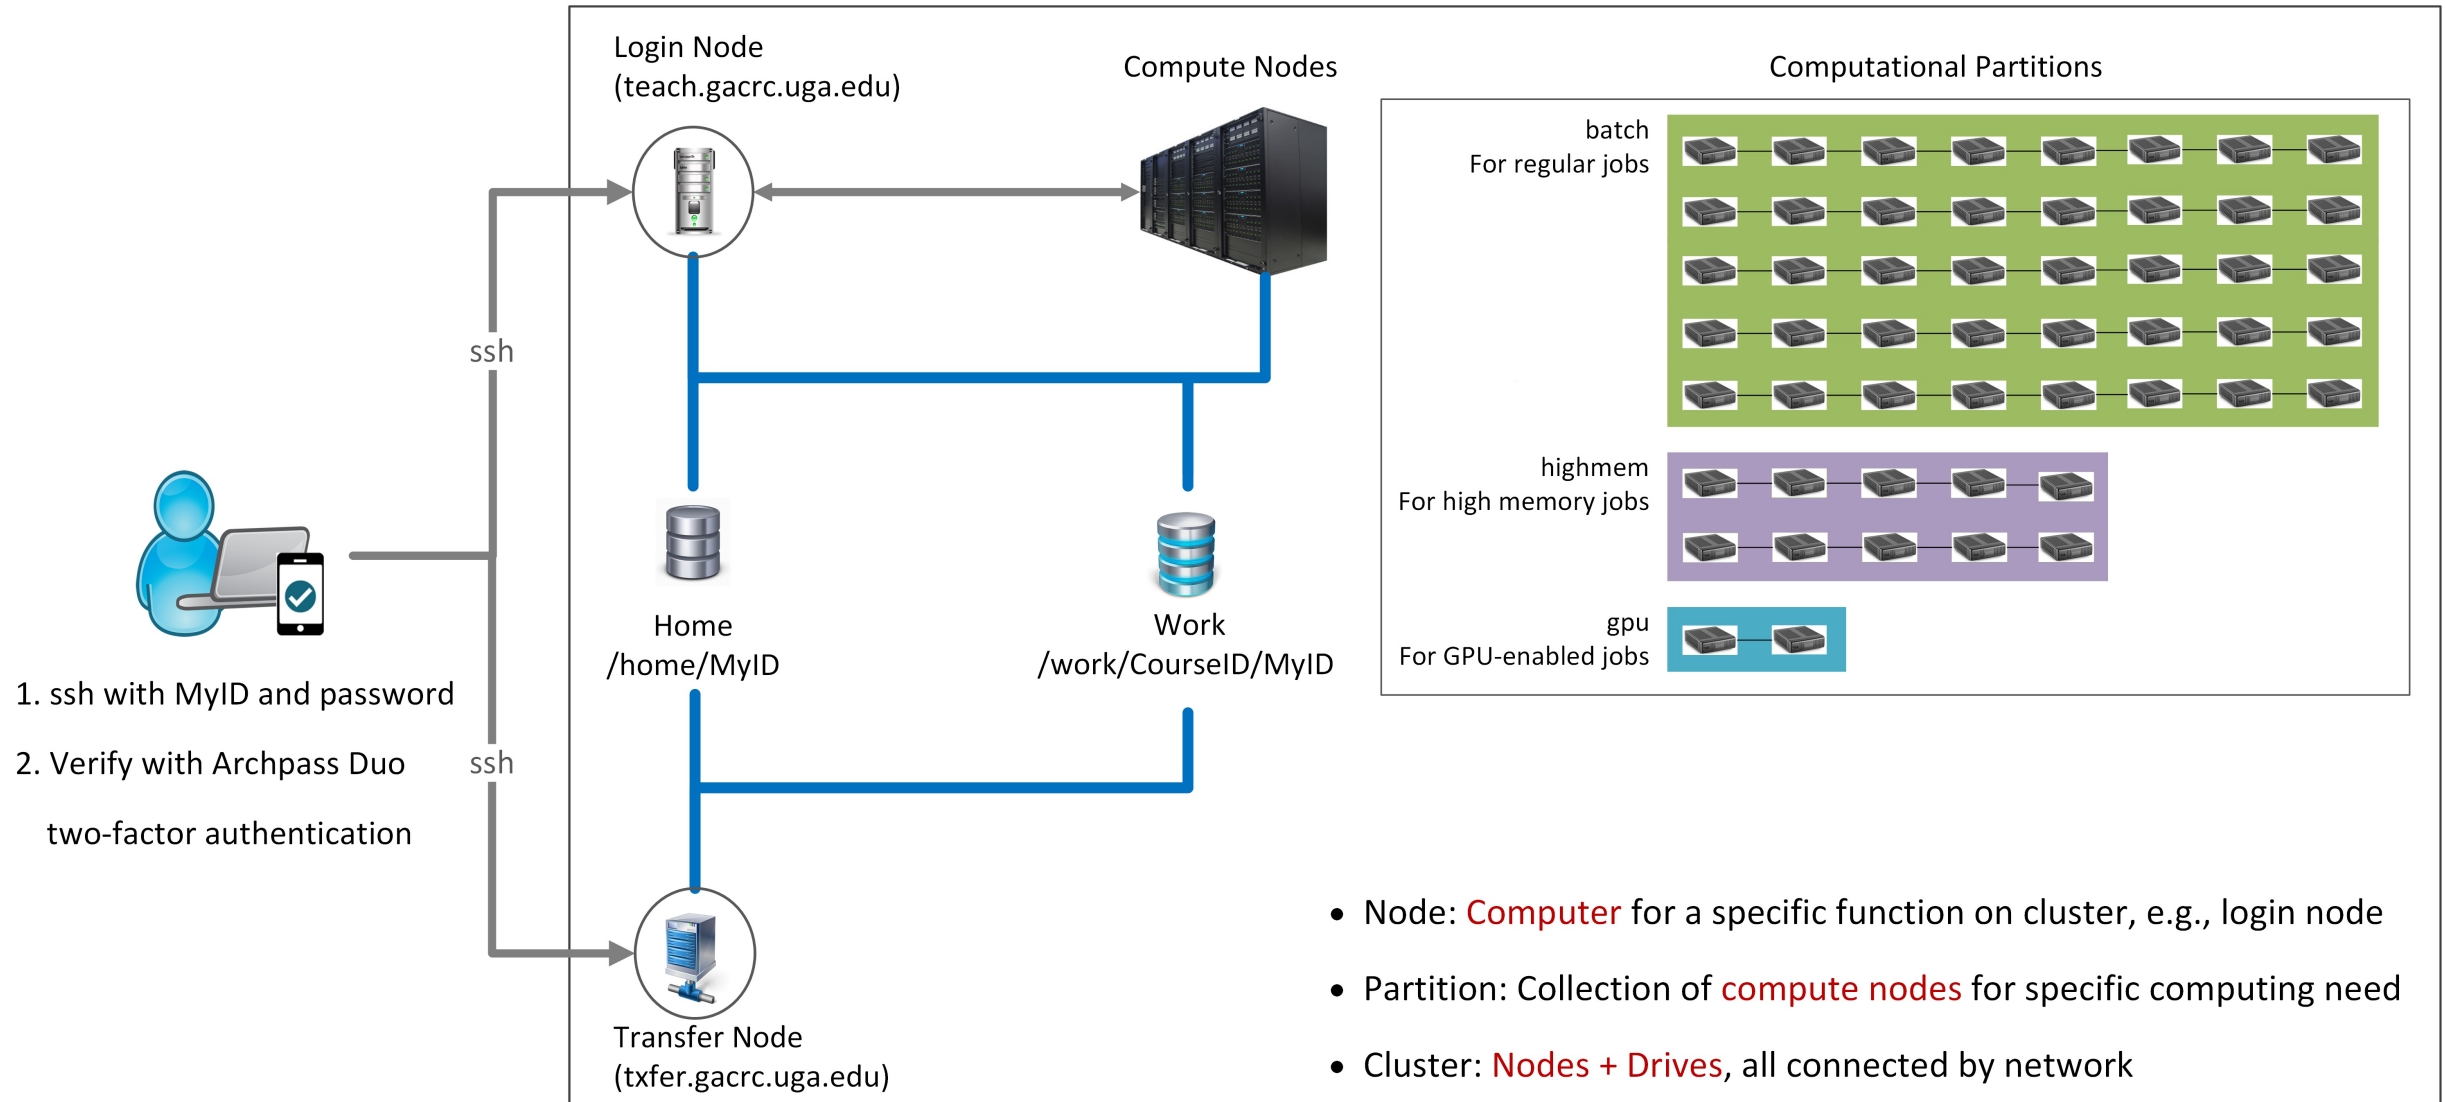 Login Node
(teach.gacrc.uga.edu)
Compute Nodes
Computational Partitions
batch
For regular jobs
highmem
For high memory jobs
gpu
For GPU-enabled jobs
ssh
Home
/home/MyID
Work
/work/CourseID/MyID
1. ssh with MyID and password
2. Verify with Archpass Duo
two-factor authentication
ssh
Transfer Node
(txfer.gacrc.uga.edu)
• Node: Computer for a specific function on cluster, e.g., login node
• Partition: Collection of compute nodes for specific computing need
• Cluster: Nodes + Drives, all connected by network